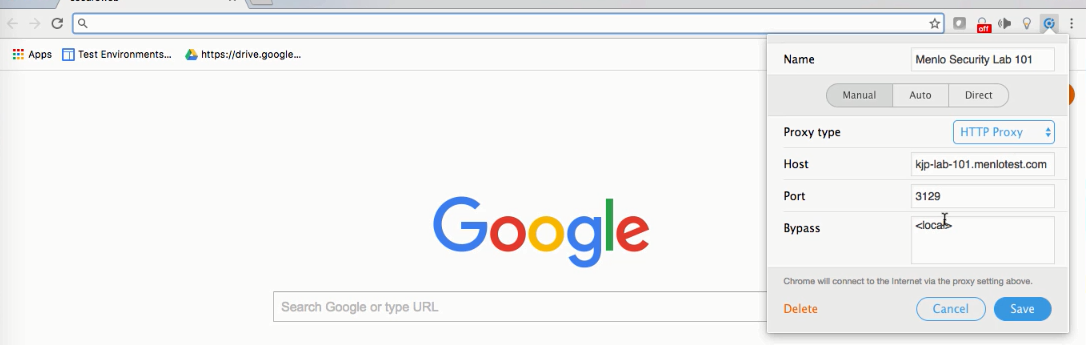 off
Apps Test Environments... https://drive.google...
Name Menlo Security Lab 101
Manual Auto Direct
Proxy type HTTP Proxy
Host kjp-lab-101.menlotest.com
Port 3129
Bypass <local>
Google
Search Google or type URL
Chrome will connect to the Internet via the proxy setting above.
Delete Cancel Save